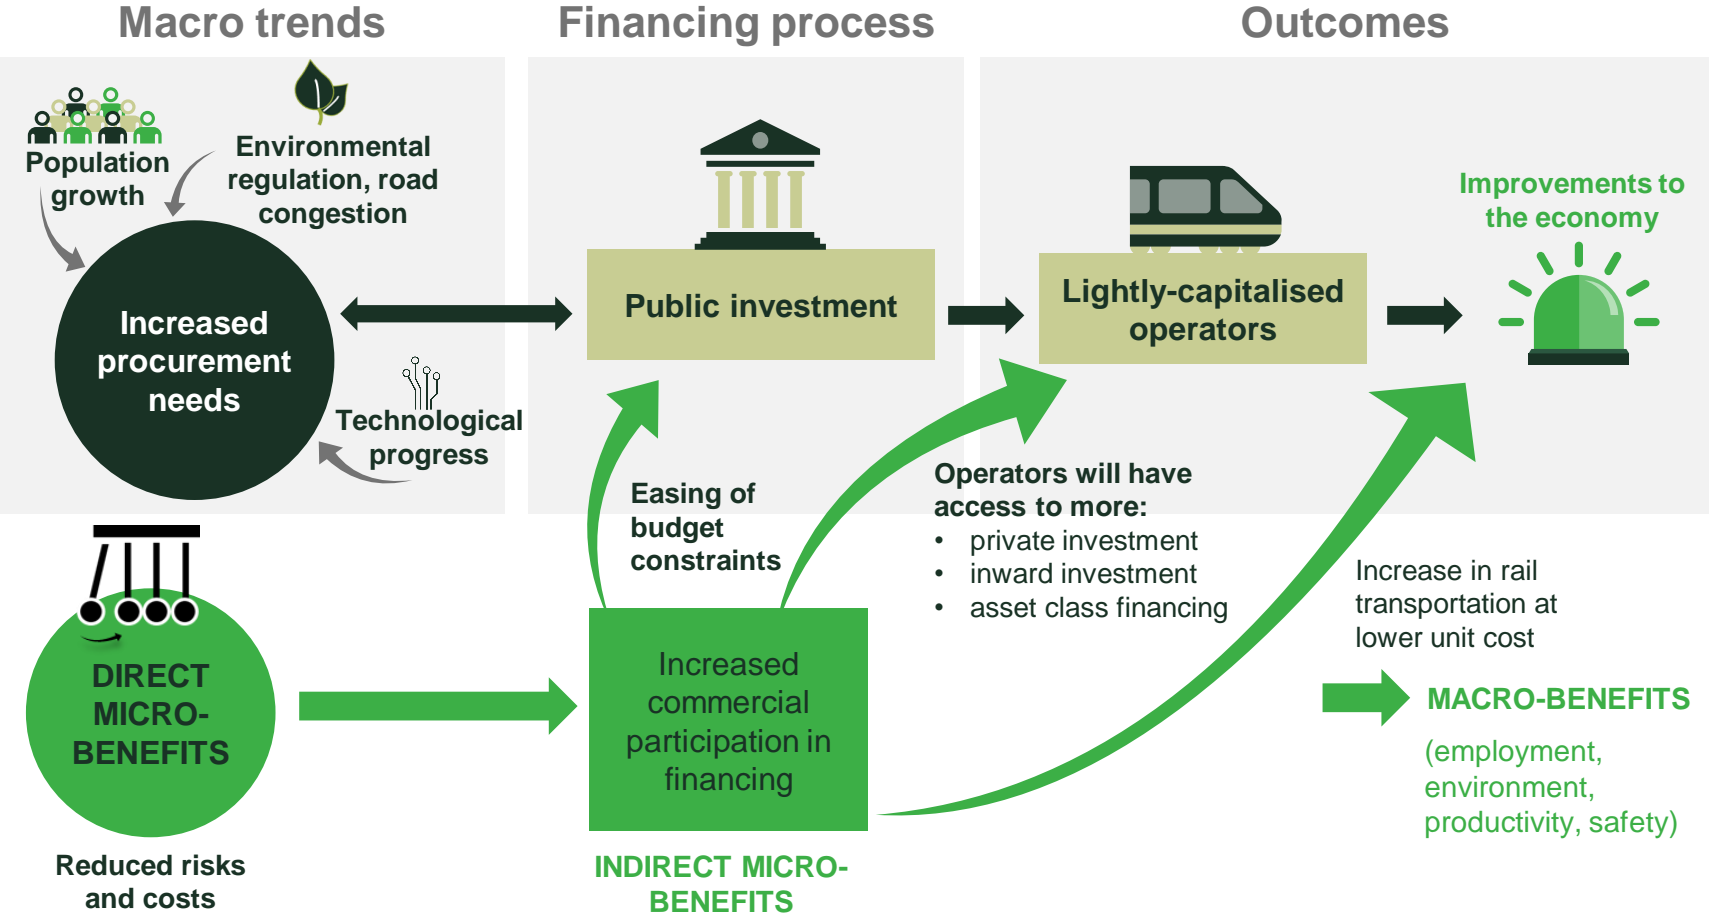 Macro trends
Financing process
Outcomes
Population
growth
Environmental
regulation, road
congestion
Increased
procurement
needs
Technological
progress
Public investment
Lightly-capitalised
operators
Improvements to
the economy
Easing of
budget
constraints
Operators will have
access to more:
• private investment
• inward investment
• asset class financing
Increase in rail
transportation at
lower unit cost
MACRO-BENEFITS
(employment,
environment,
productivity, safety)
DIRECT
MICRO-
BENEFITS
Reduced risks
and costs
Increased
commercial
participation in
financing
INDIRECT MICRO-
BENEFITS